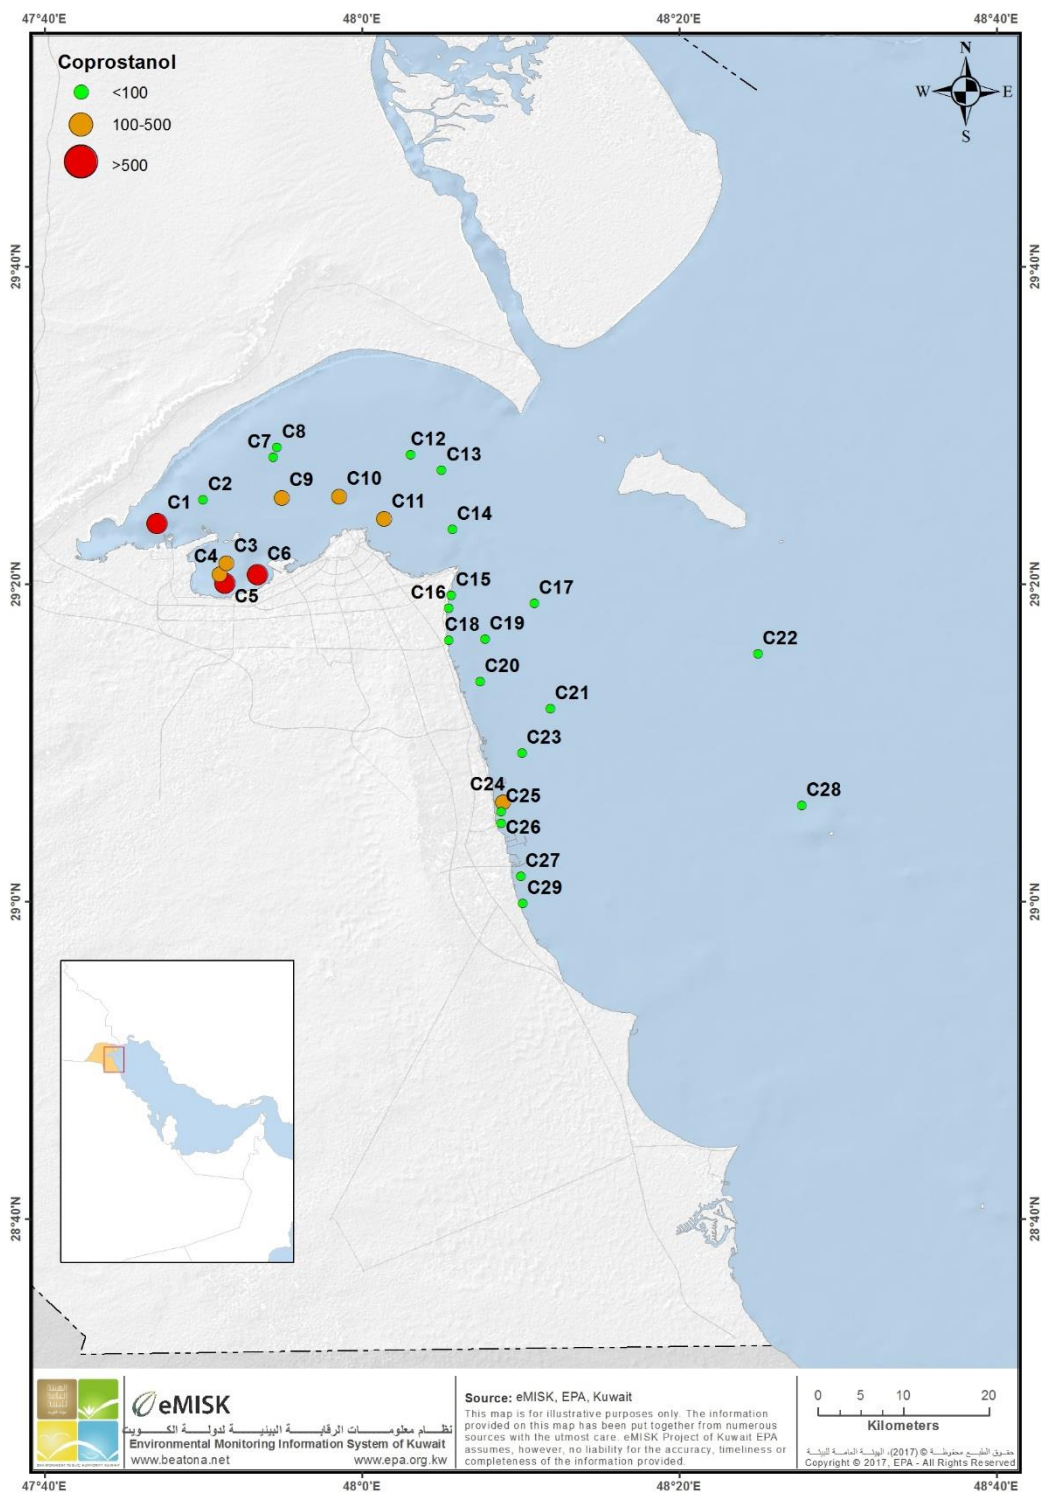 47°40'E 48°0'E 48°20'E 48°40'E
Coprostanol
<100
100-500
>500
N
W E
S
29°40'N 29°40'N
C8
C7
C12
C13
C2
C9
C10
C1
C11
C14
C3
C4
C6
C5
29°20'N 29°20'N
C15
C16
C17
C18
C19
C22
C20
C21
C23
C24
C25
C28
C26
C27
C29
29°0'N 29°0'N
28°40'N 28°40'N
eMISK
نظام معلومات الرقابة البيئية لدولة الكويت
Environmental Monitoring Information System of Kuwait
www.beatona.net www.epa.org.kw
Source: eMISK, EPA, Kuwait
This map is for illustrative purposes only. The information
provided on this map has been put together from numerous
sources with the utmost care. eMISK Project of Kuwait EPA
assumes, however, no liability for the accuracy, timeliness or
completeness of the information provided.
0 5 10 20
Kilometers
حقوق الطبع محفوظة © (2017)، الهيئة العامة للبيئة
Copyright © 2017, EPA - All Rights Reserved
47°40'E 48°0'E 48°20'E 48°40'E